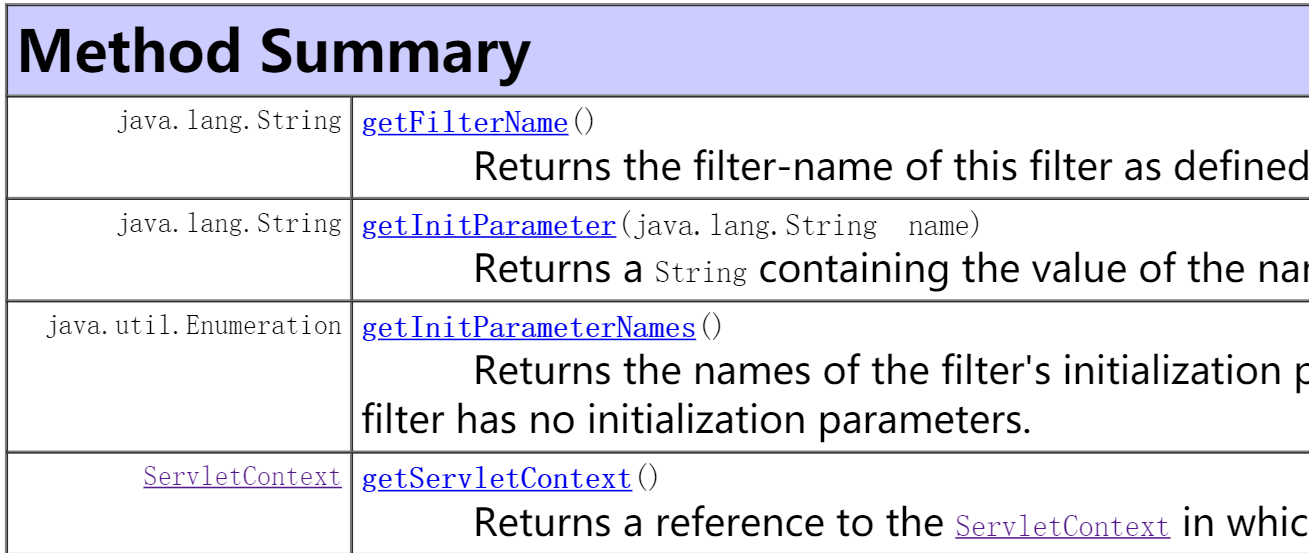 Method Summary
java.lang.String getFilterName()
Returns the filter-name of this filter as defined
java.lang.String getInitParameter(java.lang.String name)
Returns a String containing the value of the
java.util.Enumeration getInitParameterNames()
Returns the names of the filter's initialization
filter has no initialization parameters.
ServletContext getServletContext()
Returns a reference to the ServletContext in